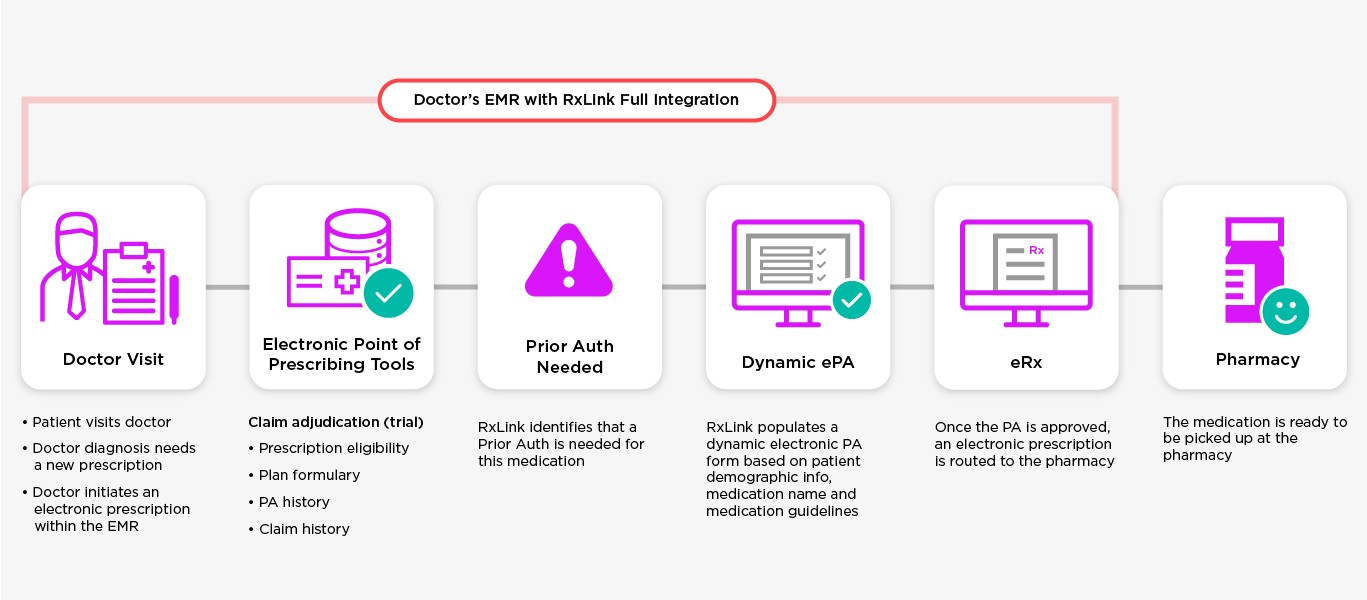 Doctor’s EMR with RxLink Full Integration
Rx
Doctor Visit
Electronic Point of
Prescribing Tools
Prior Auth
Needed
Dynamic ePA
eRx
Pharmacy
• Patient visits doctor
• Doctor diagnosis needs
a new prescription
• Doctor initiates an
electronic prescription
within the EMR
Claim adjudication (trial)
• Prescription eligibility
• Plan formulary
• PA history
• Claim history
RxLink identifies that a
Prior Auth is needed for
this medication
RxLink populates a
dynamic electronic PA
form based on patient
demographic info,
medication name and
medication guidelines
Once the PA is approved,
an electronic prescription
is routed to the pharmacy
The medication is ready to
be picked up at the
pharmacy